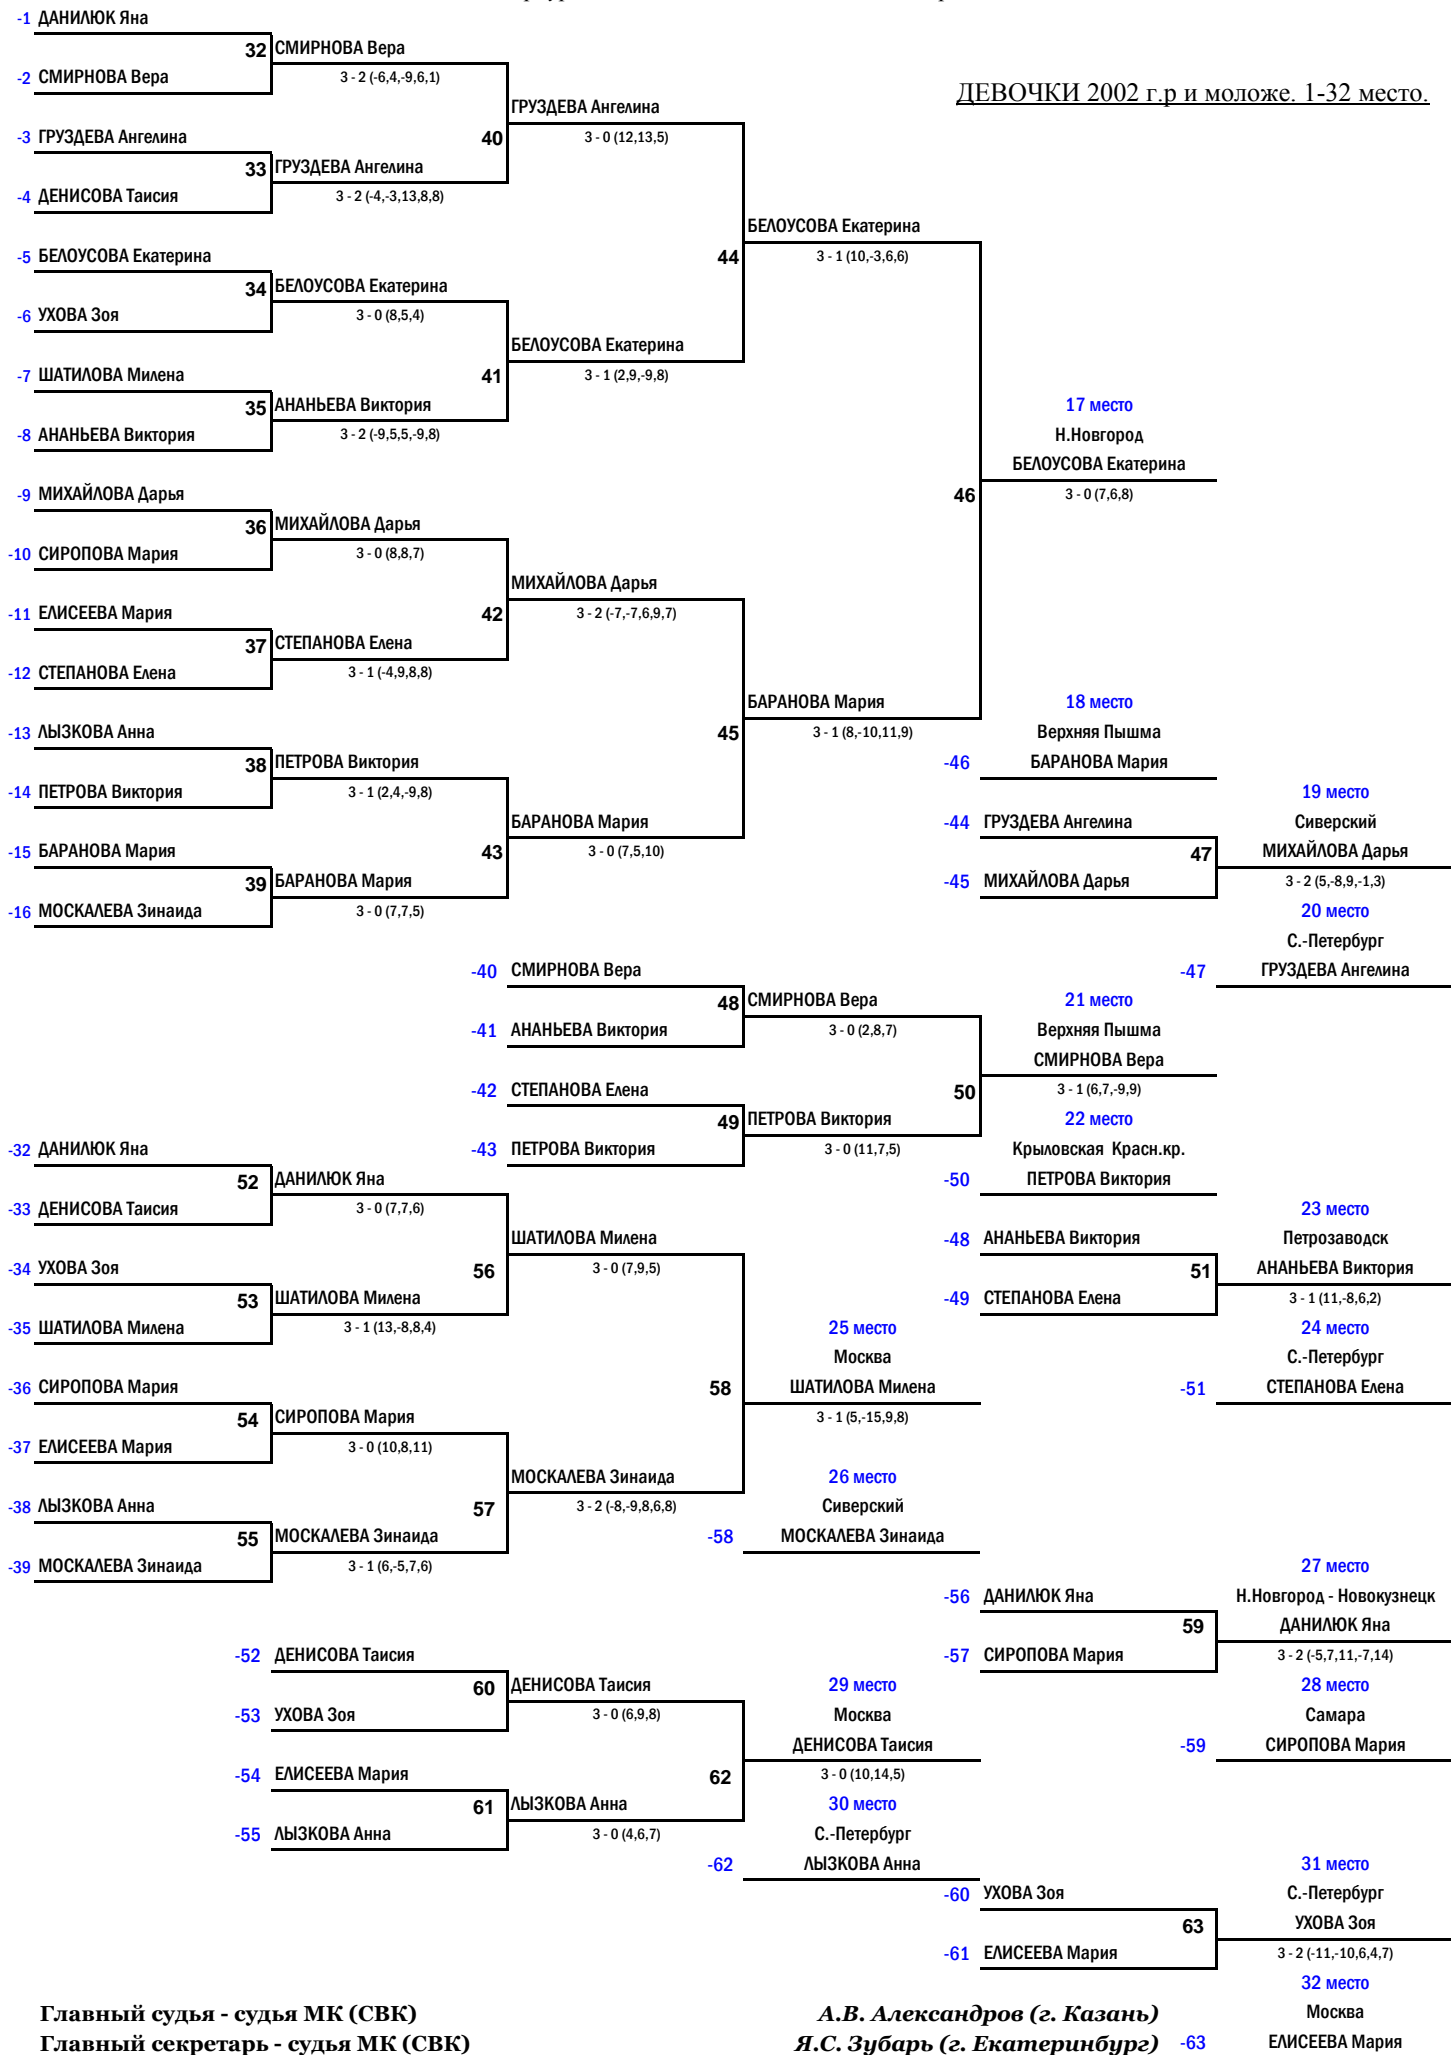 -1 ДАНИЛЮК Яна
32 СМИРНОВА Вера
-2 СМИРНОВА Вера
3 - 2 (-6,4,-9,6,1)
ДЕВОЧКИ 2002 г.р и моложе. 1-32 место.
ГРУЗДЕВА Ангелина
-3 ГРУЗДЕВА Ангелина
40
3 - 0 (12,13,5)
33 ГРУЗДЕВА Ангелина
-4 ДЕНИСОВА Таисия
3 - 2 (-4,-3,13,8,8)
БЕЛОУСОВА Екатерина
-5 БЕЛОУСОВА Екатерина
44
3 - 1 (10,-3,6,6)
34 БЕЛОУСОВА Екатерина
-6 УХОВА Зоя
3 - 0 (8,5,4)
БЕЛОУСОВА Екатерина
-7 ШАТИЛОВА Милена
41
3 - 1 (2,9,-9,8)
35 АНАНЬЕВА Виктория
17 место
-8 АНАНЬЕВА Виктория
3 - 2 (-9,5,5,-9,8)
Н.Новгород
БЕЛОУСОВА Екатерина
-9 МИХАЙЛОВА Дарья
46
3 - 0 (7,6,8)
36 МИХАЙЛОВА Дарья
-10 СИРОПОВА Мария
3 - 0 (8,8,7)
МИХАЙЛОВА Дарья
-11 ЕЛИСЕЕВА Мария
42
3 - 2 (-7,-7,6,9,7)
37 СТЕПАНОВА Елена
-12 СТЕПАНОВА Елена
3 - 1 (-4,9,8,8)
БАРАНОВА Мария
18 место
-13 ЛЫЗКОВА Анна
45
3 - 1 (8,-10,11,9)
Верхняя Пышма
38 ПЕТРОВА Виктория
-46 БАРАНОВА Мария
-14 ПЕТРОВА Виктория
3 - 1 (2,4,-9,8)
19 место
БАРАНОВА Мария
-44 ГРУЗДЕВА Ангелина
Сиверский
-15 БАРАНОВА Мария
43
3 - 0 (7,5,10)
47 МИХАЙЛОВА Дарья
39 БАРАНОВА Мария
-45 МИХАЙЛОВА Дарья
3 - 2 (5,-8,9,-1,3)
-16 МОСКАЛЕВА Зинаида
3 - 0 (7,7,5)
20 место
С.-Петербург
-40 СМИРНОВА Вера
-47 ГРУЗДЕВА Ангелина
48 СМИРНОВА Вера
21 место
-41 АНАНЬЕВА Виктория
3 - 0 (2,8,7)
Верхняя Пышма
СМИРНОВА Вера
-42 СТЕПАНОВА Елена
50
3 - 1 (6,7,-9,9)
49 ПЕТРОВА Виктория
22 место
-32 ДАНИЛЮК Яна
-43 ПЕТРОВА Виктория
3 - 0 (11,7,5)
Крыловская Красн.кр.
52 ДАНИЛЮК Яна
-50 ПЕТРОВА Виктория
-33 ДЕНИСОВА Таисия
3 - 0 (7,7,6)
23 место
ШАТИЛОВА Милена
-48 АНАНЬЕВА Виктория
Петрозаводск
-34 УХОВА Зоя
56
3 - 0 (7,9,5)
51 АНАНЬЕВА Виктория
53 ШАТИЛОВА Милена
-49 СТЕПАНОВА Елена
3 - 1 (11,-8,6,2)
-35 ШАТИЛОВА Милена
3 - 1 (13,-8,8,4)
25 место
24 место
Москва
С.-Петербург
-36 СИРОПОВА Мария
58 ШАТИЛОВА Милена
-51 СТЕПАНОВА Елена
54 СИРОПОВА Мария
3 - 1 (5,-15,9,8)
-37 ЕЛИСЕЕВА Мария
3 - 0 (10,8,11)
МОСКАЛЕВА Зинаида
26 место
-38 ЛЫЗКОВА Анна
57
3 - 2 (-8,-9,8,6,8)
Сиверский
55 МОСКАЛЕВА Зинаида
-58 МОСКАЛЕВА Зинаида
-39 МОСКАЛЕВА Зинаида
3 - 1 (6,-5,7,6)
27 место
-56 ДАНИЛЮК Яна
Н.Новгород - Новокузнецк
59 ДАНИЛЮК Яна
-52 ДЕНИСОВА Таисия
-57 СИРОПОВА Мария
3 - 2 (-5,7,11,-7,14)
60 ДЕНИСОВА Таисия
29 место
28 место
-53 УХОВА Зоя
3 - 0 (6,9,8)
Москва
Самара
ДЕНИСОВА Таисия
-59 СИРОПОВА Мария
-54 ЕЛИСЕЕВА Мария
62
3 - 0 (10,14,5)
61 ЛЫЗКОВА Анна
30 место
-55 ЛЫЗКОВА Анна
3 - 0 (4,6,7)
С.-Петербург
-62 ЛЫЗКОВА Анна
31 место
-60 УХОВА Зоя
С.-Петербург
63 УХОВА Зоя
-61 ЕЛИСЕЕВА Мария
3 - 2 (-11,-10,6,4,7)
32 место
Главный судья - судья МК (СВК)
А.В. Александров (г. Казань)
Москва
Главный секретарь - судья МК (СВК)
Я.С. Зубарь (г. Екатеринбург)
-63 ЕЛИСЕЕВА Мария